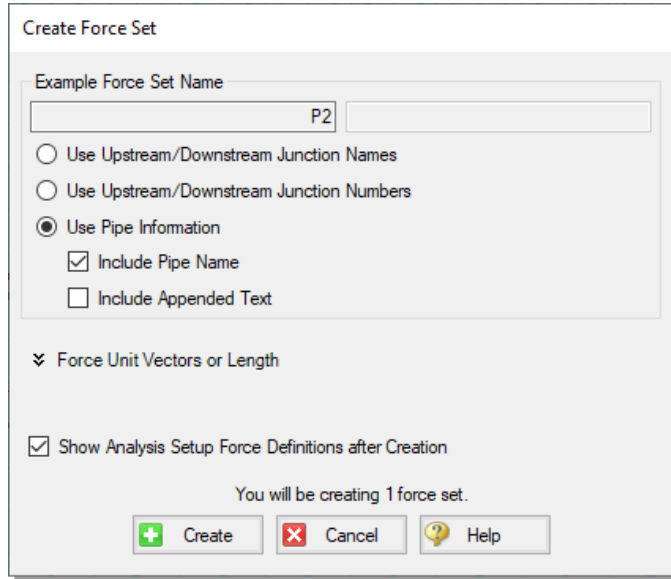 Create Force Set
Example Force Set Name
P2
Use Upstream/Downstream Junction Names
Use Upstream/Downstream Junction Numbers
Use Pipe Information
Include Pipe Name
Include Appended Text
Force Unit Vectors or Length
Show Analysis Setup Force Definitions after Creation
You will be creating 1 force set.
Create Cancel Help